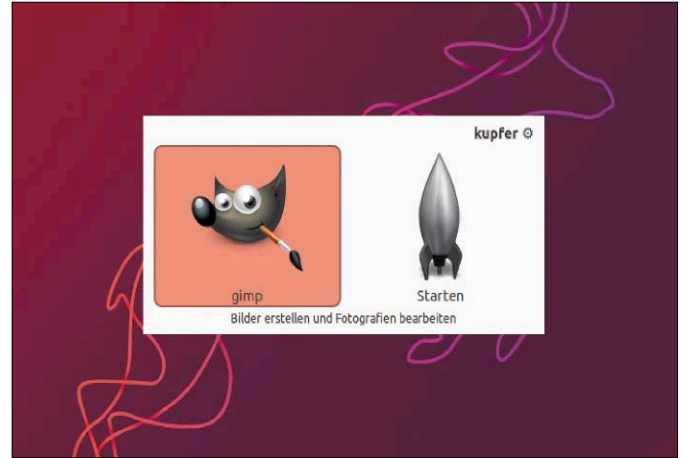 kupfer
gimp
Starten
Bilder erstellen und Fotografien bearbeiten